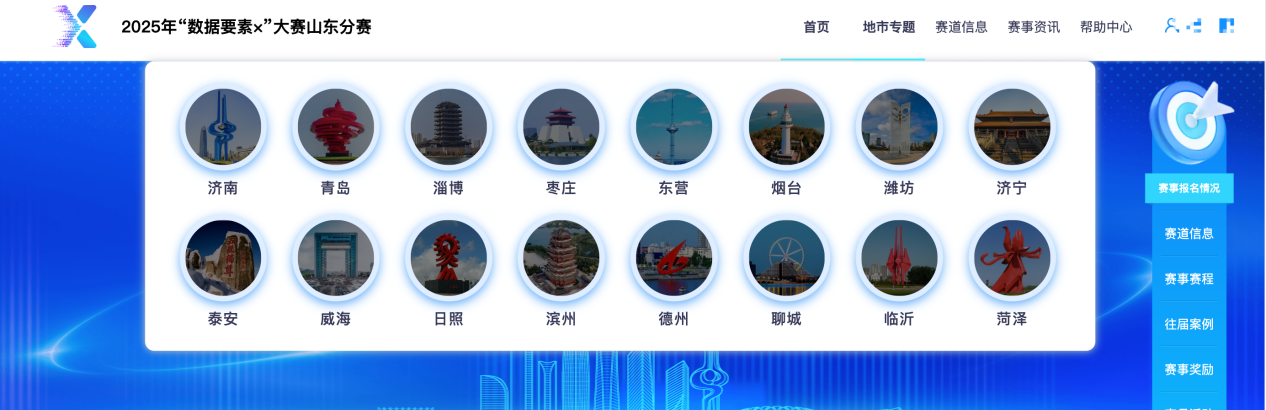 2025年“数据要素×”大赛山东分赛
首页 地市专题 赛道信息 赛事资讯 帮助中心
济南 青岛 淄博 枣庄 东营 烟台 潍坊 济宁
泰安 威海 日照 滨州 德州 聊城 临沂 菏泽
赛事报名情况
赛道信息
赛事赛程
往届案例
赛事奖励